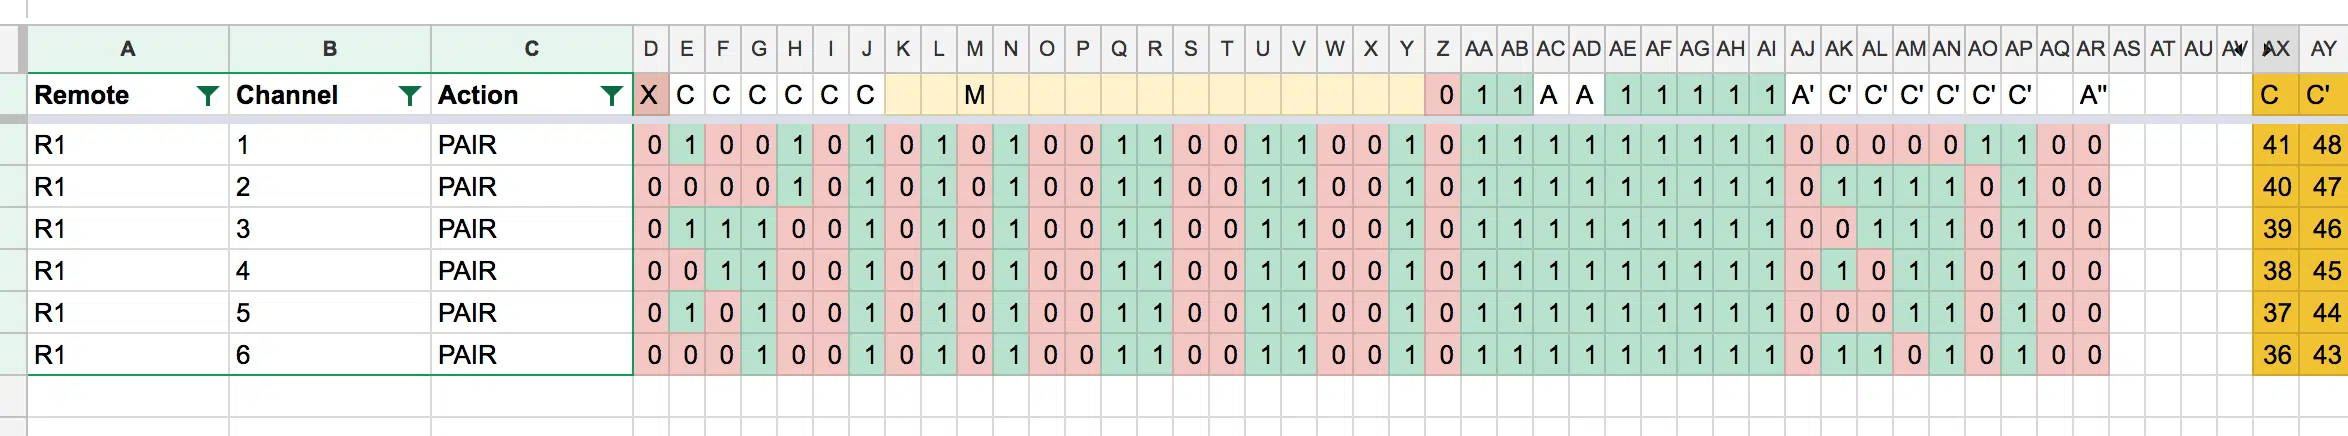 A B C D E F G H I J K L M N O P Q R S T U V W X Y Z AA AB AC AD AE AF AG AH AI AJ AK AL AM AN AO AP AQ AR AS AT AU AV AX AY
Remote Channel Action X C C C C C C M 0 1 1 A A 1 1 1 1 1 A' C' C' C' C' C' C' A" C C'
R1 1 PAIR 0 1 0 0 1 0 1 0 1 0 1 0 0 1 1 0 0 1 1 0 0 1 0 1 1 1 1 1 1 1 1 1 0 0 0 0 0 1 1 0 0 41 48
R1 2 PAIR 0 0 0 0 1 0 1 0 1 0 1 0 0 1 1 0 0 1 1 0 0 1 0 1 1 1 1 1 1 1 1 1 0 1 1 1 1 0 1 0 0 40 47
R1 3 PAIR 0 1 1 1 0 0 1 0 1 0 1 0 0 1 1 0 0 1 1 0 0 1 0 1 1 1 1 1 1 1 1 1 0 0 1 1 1 0 1 0 0 39 46
R1 4 PAIR 0 0 1 1 0 0 1 0 1 0 1 0 0 1 1 0 0 1 1 0 0 1 0 1 1 1 1 1 1 1 1 1 0 1 0 1 1 0 1 0 0 38 45
R1 5 PAIR 0 1 0 1 0 0 1 0 1 0 1 0 0 1 1 0 0 1 1 0 0 1 0 1 1 1 1 1 1 1 1 1 0 0 0 1 1 0 1 0 0 37 44
R1 6 PAIR 0 0 0 1 0 0 1 0 1 0 1 0 0 1 1 0 0 1 1 0 0 1 0 1 1 1 1 1 1 1 1 1 0 1 1 0 1 0 1 0 0 36 43